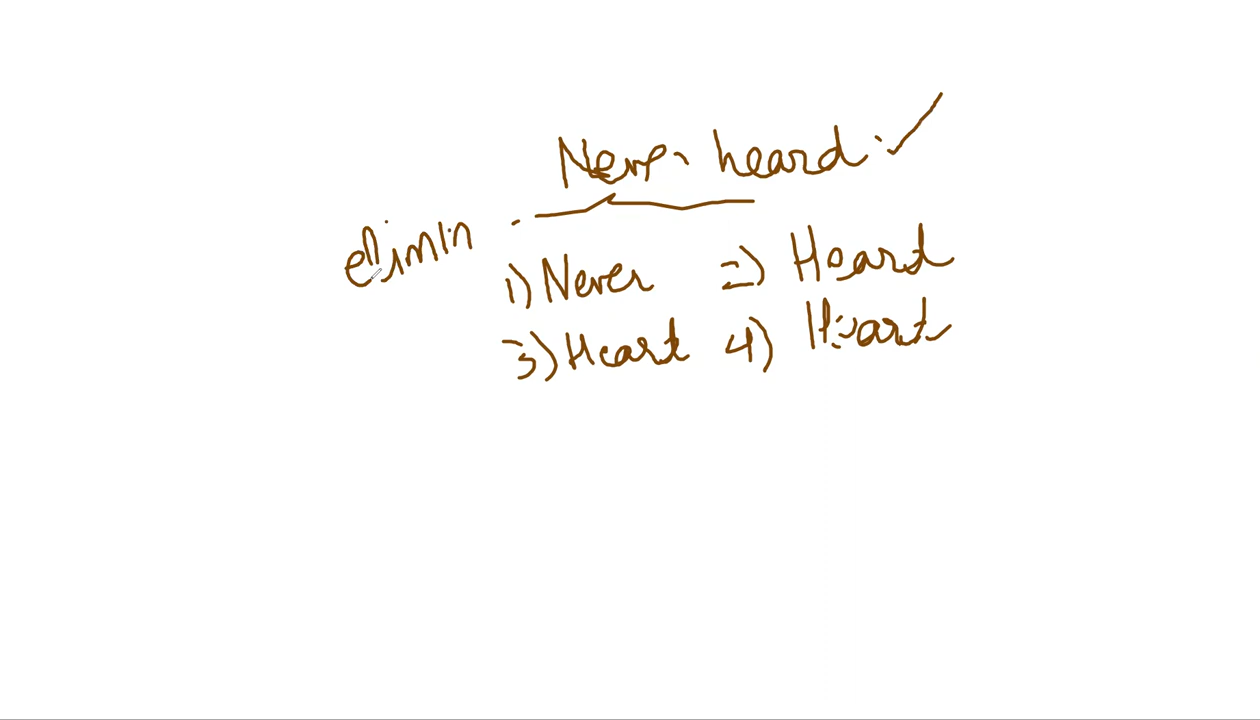 Never heard ✓
elimin
1) Never 2) Heard
3) Heart 4) Heart